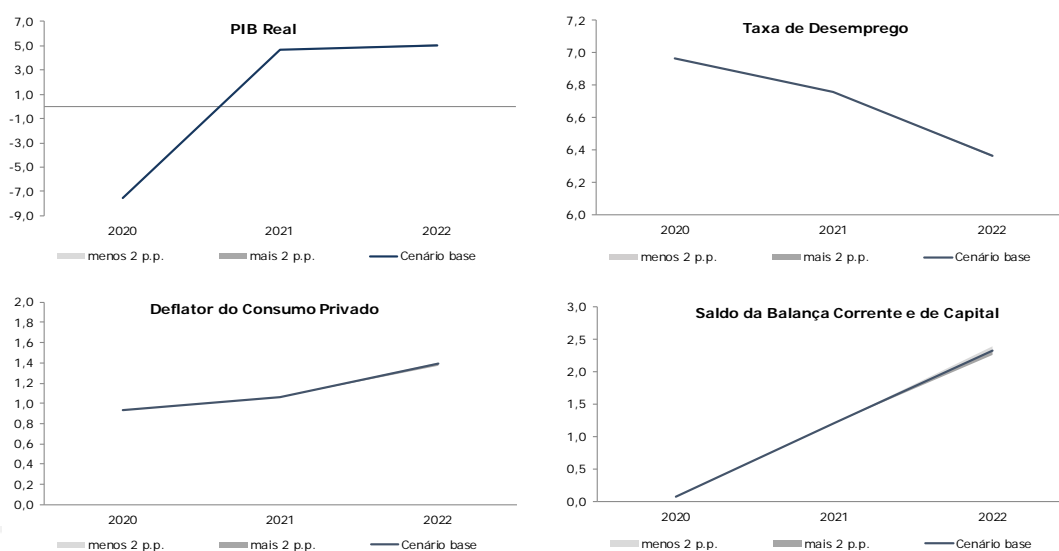 PIB Real
7,0
5,0
3,0
1,0
-1,0
-3,0
-5,0
-7,0
-9,0
2020 2021 2022
menos 2 p.p. mais 2 p.p. Cenário base
Taxa de Desemprego
7,2
7,0
6,8
6,6
6,4
6,2
6,0
2020 2021 2022
menos 2 p.p. mais 2 p.p. Cenário base
Deflator do Consumo Privado
2,0
1,8
1,6
1,4
1,2
1,0
0,8
0,6
0,4
0,2
0,0
2020 2021 2022
menos 2 p.p. mais 2 p.p. Cenário base
Saldo da Balança Corrente e de Capital
3,0
2,5
2,0
1,5
1,0
0,5
0,0
2020 2021 2022
menos 2 p.p. mais 2 p.p. Cenário base